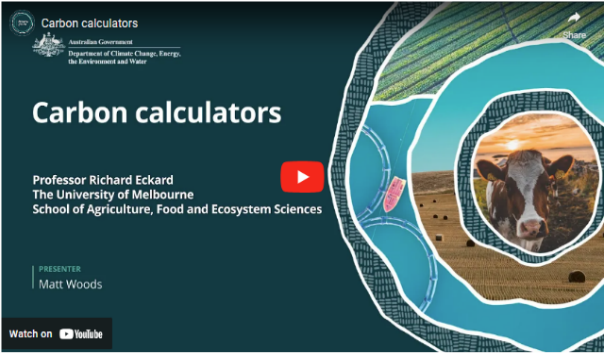 Carbon calculators
Share
Australian Government
Department of Climate Change, Energy,
the Environment and Water
Carbon calculators
Professor Richard Eckard
The University of Melbourne
School of Agriculture, Food and Ecosystem Sciences
PRESENTER
Matt Woods
Watch on YouTube